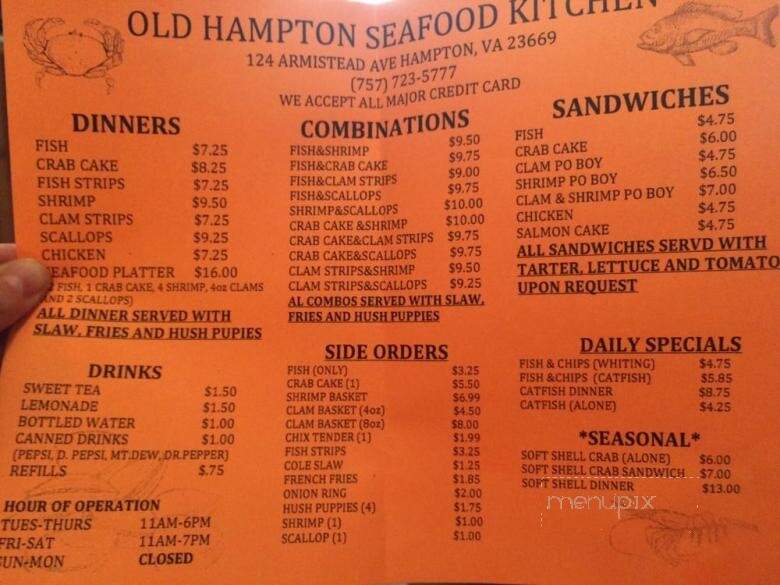 OLD HAMPTON SEAFOOD KITCHEN
124 ARMISTEAD AVE HAMPTON, VA 23669
(757) 723-5777
WE ACCEPT ALL MAJOR CREDIT CARD
DINNERS
FISH $7.25
CRAB CAKE $8.25
FISH STRIPS $7.25
SHRIMP $9.50
CLAM STRIPS $7.25
SCALLOPS $9.25
CHICKEN $7.25
SEAFOOD PLATTER $16.00
2 FISH, 1 CRAB CAKE, 4 SHRIMP, 4oz CLAMS
AND 2 SCALLOPS)
ALL DINNER SERVED WITH
SLAW, FRIES AND HUSH PUPIES
DRINKS
SWEET TEA $1.50
LEMONADE $1.50
BOTTLED WATER $1.00
CANNED DRINKS $1.00
(PEPSI, D. PEPSI, MT.DEW, DR.PEPPER)
REFILLS $.75
HOUR OF OPERATION
TUES-THURS 11AM-6PM
FRI-SAT 11AM-7PM
SUN-MON CLOSED
COMBINATIONS
FISH&SHRIMP $9.50
FISH&CRAB CAKE $9.75
FISH&CLAM STRIPS $9.00
FISH&SCALLOPS $9.75
SHRIMP&SCALLOPS $10.00
CRAB CAKE &SHRIMP $10.00
CRAB CAKE&CLAM STRIPS $9.75
CRAB CAKE&SCALLOPS $9.75
CLAM STRIPS&SHRIMP $9.50
CLAM STRIPS&SCALLOPS $9.25
AL COMBOS SERVED WITH SLAW,
FRIES AND HUSH PUPPIES
SIDE ORDERS
FISH (ONLY) $3.25
CRAB CAKE (1) $5.50
SHRIMP BASKET $6.99
CLAM BASKET (4oz) $4.50
CLAM BASKET (8oz) $8.00
CHIX TENDER (1) $1.99
FISH STRIPS $3.25
COLE SLAW $1.25
FRENCH FRIES $1.85
ONION RING $2.00
HUSH PUPPIES (4) $1.75
SHRIMP (1) $1.00
SCALLOP (1) $1.00
SANDWICHES
FISH $4.75
CRAB CAKE $6.00
CLAM PO BOY $4.75
SHRIMP PO BOY $6.50
CLAM & SHRIMP PO BOY $7.00
CHICKEN $4.75
SALMON CAKE $4.75
ALL SANDWICHES SERVD WITH
TARTER, LETTUCE AND TOMATO
UPON REQUEST
DAILY SPECIALS
FISH & CHIPS (WHITING) $4.75
FISH &CHIPS (CATFISH) $5.85
CATFISH DINNER $8.75
CATFISH (ALONE) $4.25
*SEASONAL*
SOFT SHELL CRAB (ALONE) $6.00
SOFT SHELL CRAB SANDWICH $7.00
SOFT SHELL DINNER $13.00
menupix